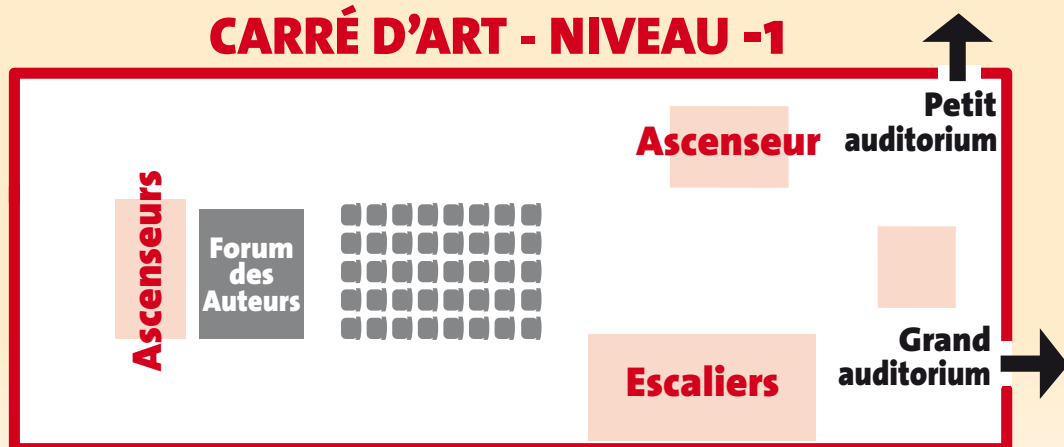 CARRÉ D’ART - NIVEAU -1
Petit
auditorium
Ascenseur
Ascenseurs
Forum
des
Auteurs
Grand
auditorium
Escaliers